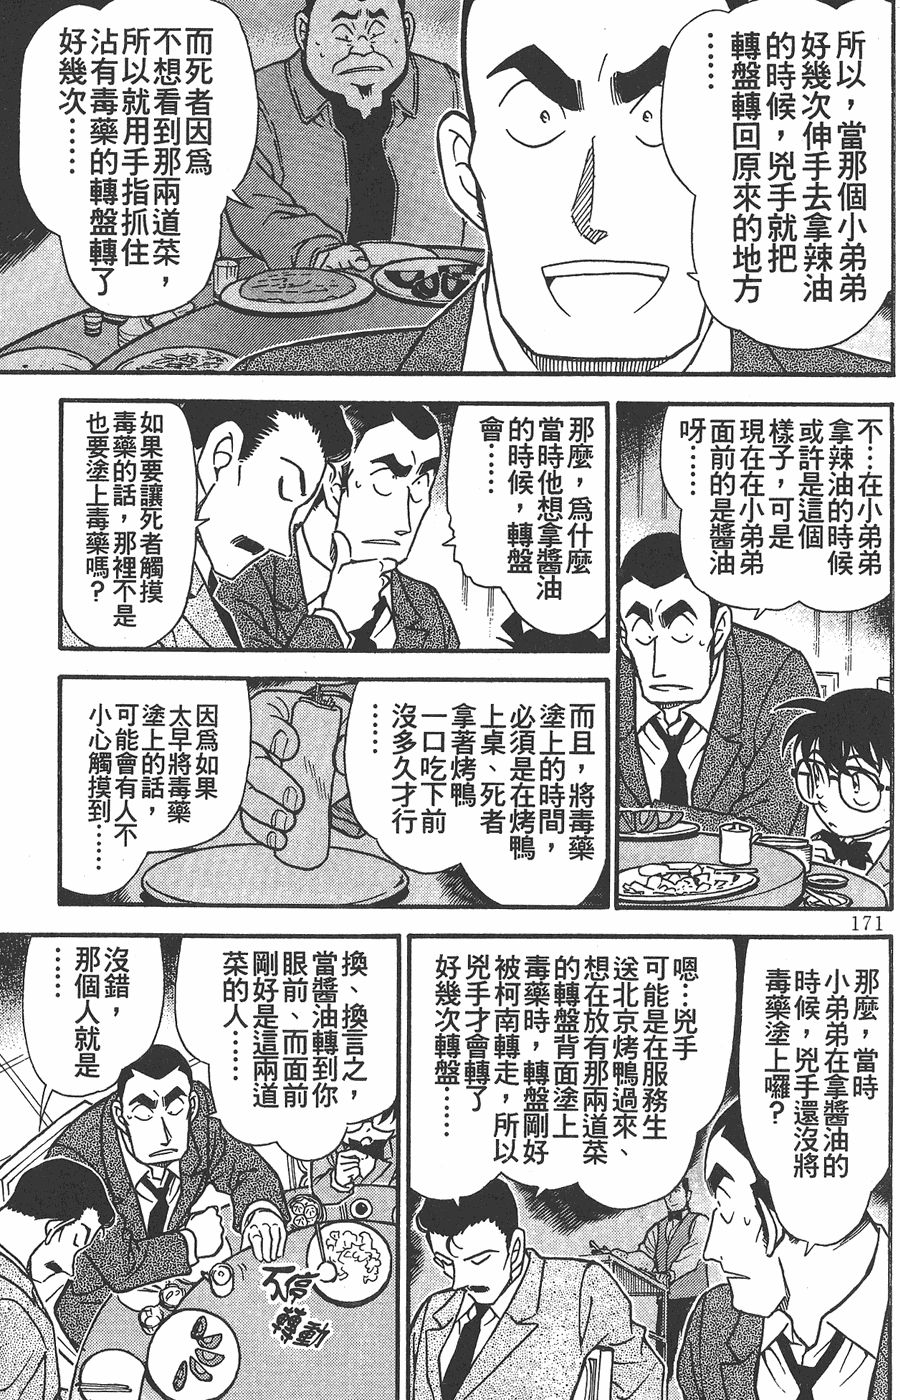 所以，當那個小弟弟
好幾次伸手去拿辣油
的時候，兇手就把
轉盤轉回原來的地方
……
而死者因為
不想看到那兩道菜，
所以就用手指抓住
沾有毒藥的轉盤轉了
好幾次……
不…在小弟弟
拿辣油的時候
或許是這個
樣子，可是
現在在小弟弟
面前的是醬油
呀……
那麼，為什麼
當時他想拿醬油
的時候，轉盤
會……
如果要讓死者觸摸
毒藥的話，那裡不是
也要塗上毒藥嗎？
而且，將毒藥
塗上的時間，
必須是在烤鴨
上桌、死者
拿著烤鴨
一口吃下前
沒多久才行
……
因為如果
太早將毒藥
塗上的話，
可能會有人不
小心觸摸到……
171
那麼，當時
小弟弟在拿醬油的
時候，兇手還沒將
毒藥塗上囉？
嗯…兇手
可能是在服務生
送北京烤鴨過來、
想在放有那兩道菜
的轉盤背面塗上
毒藥時，轉盤剛好
被柯南轉走，所以
兇手才會轉了
好幾次轉盤……
換、換言之，
當醬油轉到你
眼前、而面前
剛好是這兩道
菜的人……
沒錯，
那個人就是
……
不停
轉動